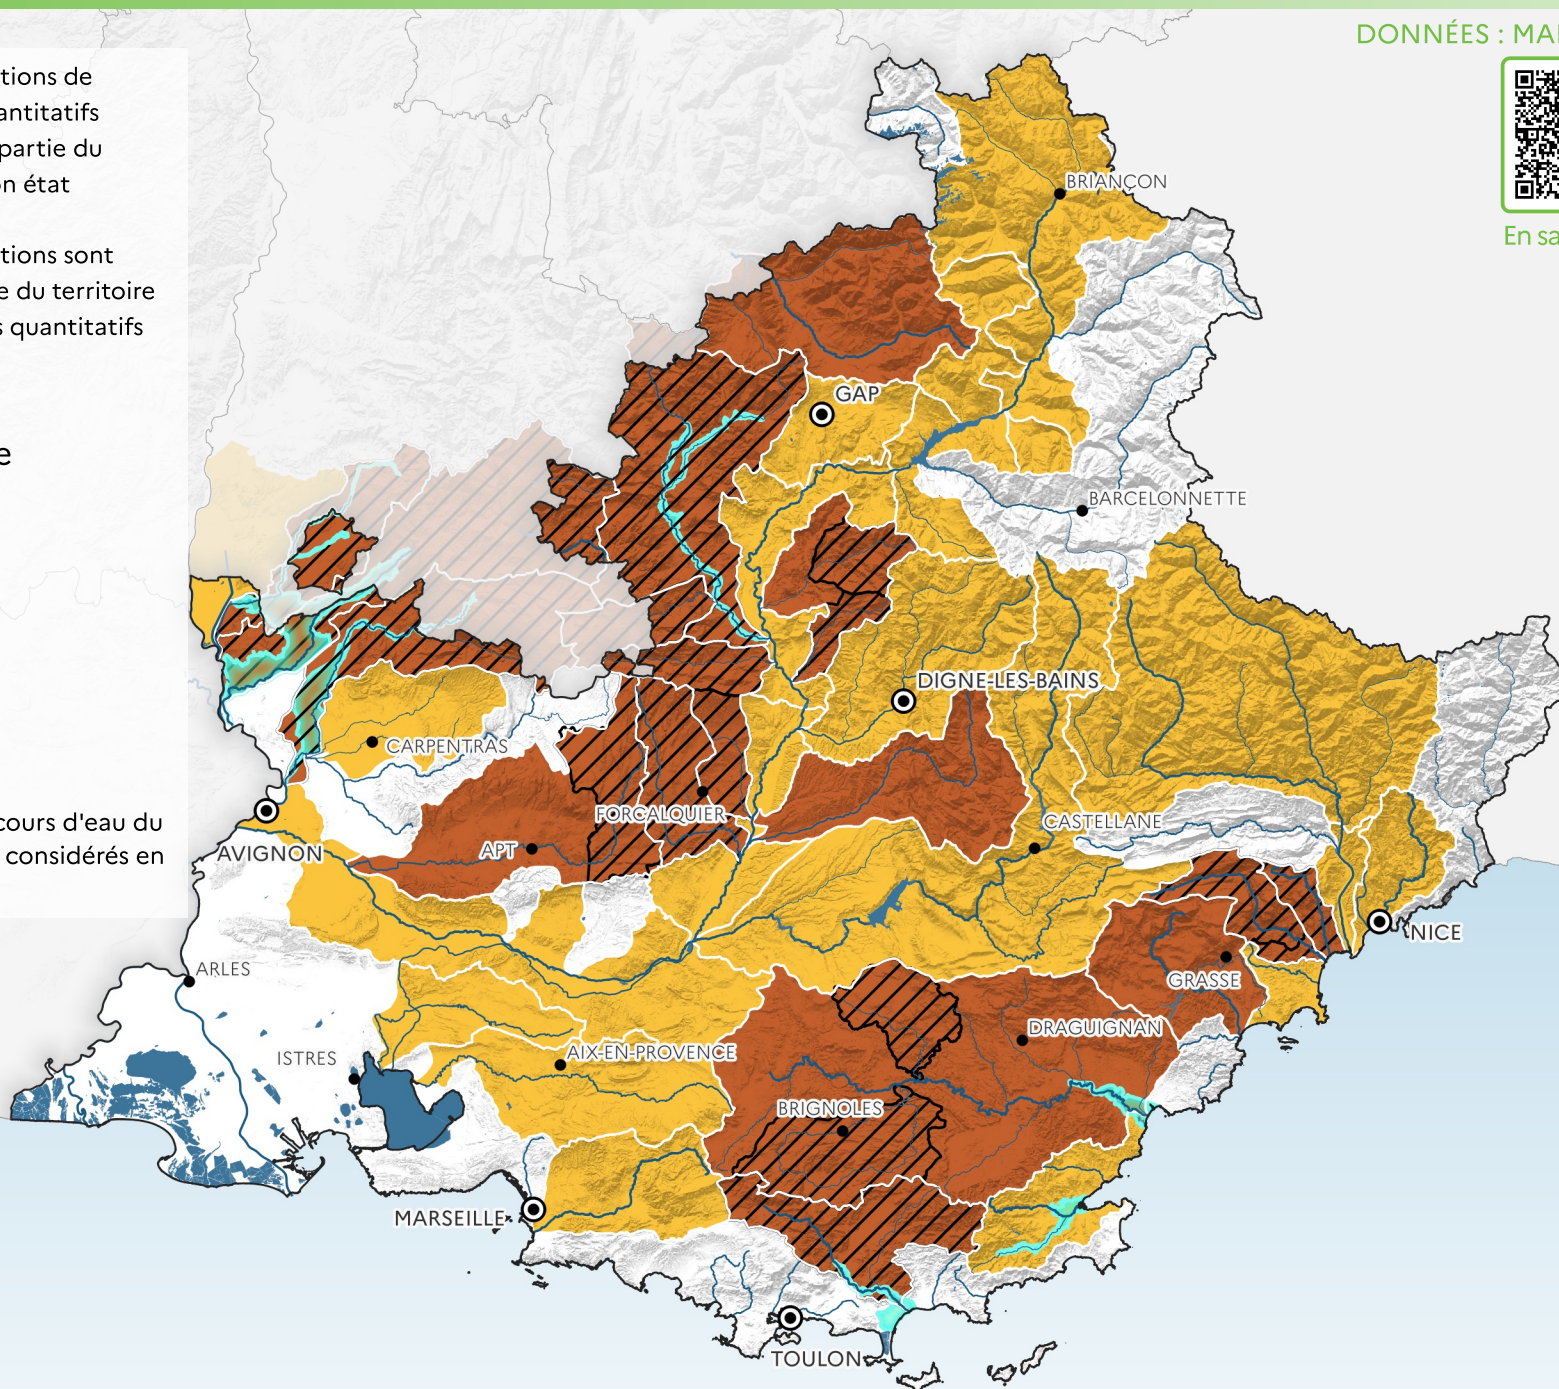 DONNÉES : MA
tions de
antitatifs
partie du
n état
tions sont
e du territoire
s quantitatifs
e
cours d'eau du
considérés en
En sa
BRIANÇON
GAP
BARCELONNETTE
DIGNE-LES-BAINS
CARPENTRAS
FORCALQUIER
APT
AVIGNON
CASTELLANE
NICE
ARLES
GRASSE
DRAGUIGNAN
ISTRES
AIX-EN-PROVENCE
BRIGNOLES
MARSEILLE
TOULON